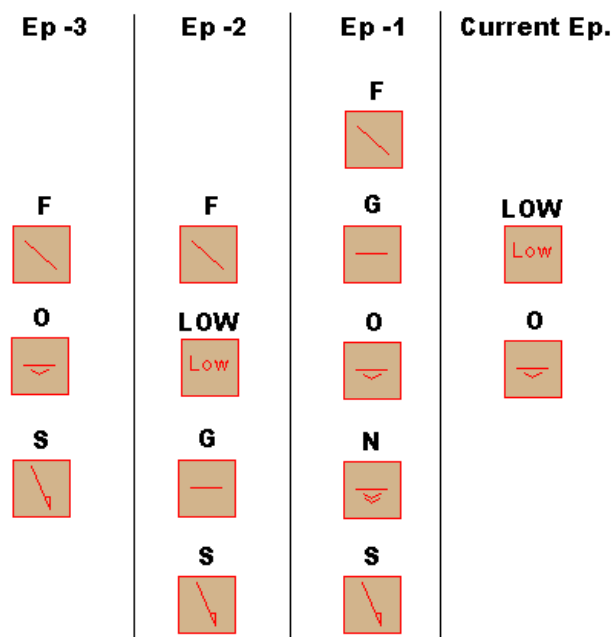 Ep -3 Ep -2 Ep -1 Current Ep.
F
F F G LOW
Low
O LOW O O
Low
S G N
S S